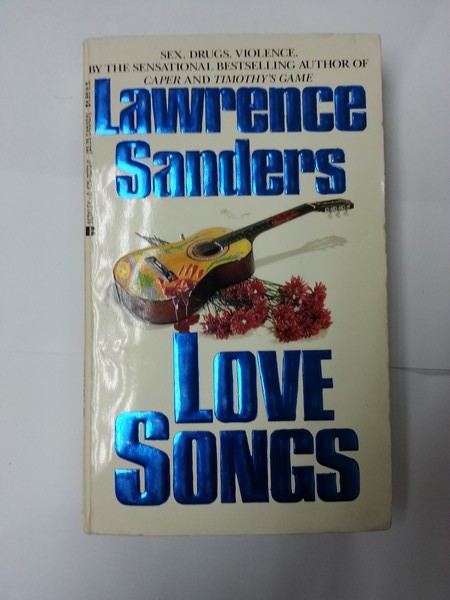 SEX. DRUGS. VIOLENCE.
BY THE SENSATIONAL BESTSELLING AUTHOR OF
CAPER AND TIMOTHY'S GAME
Lawrence
Sanders
LOVE
SONGS